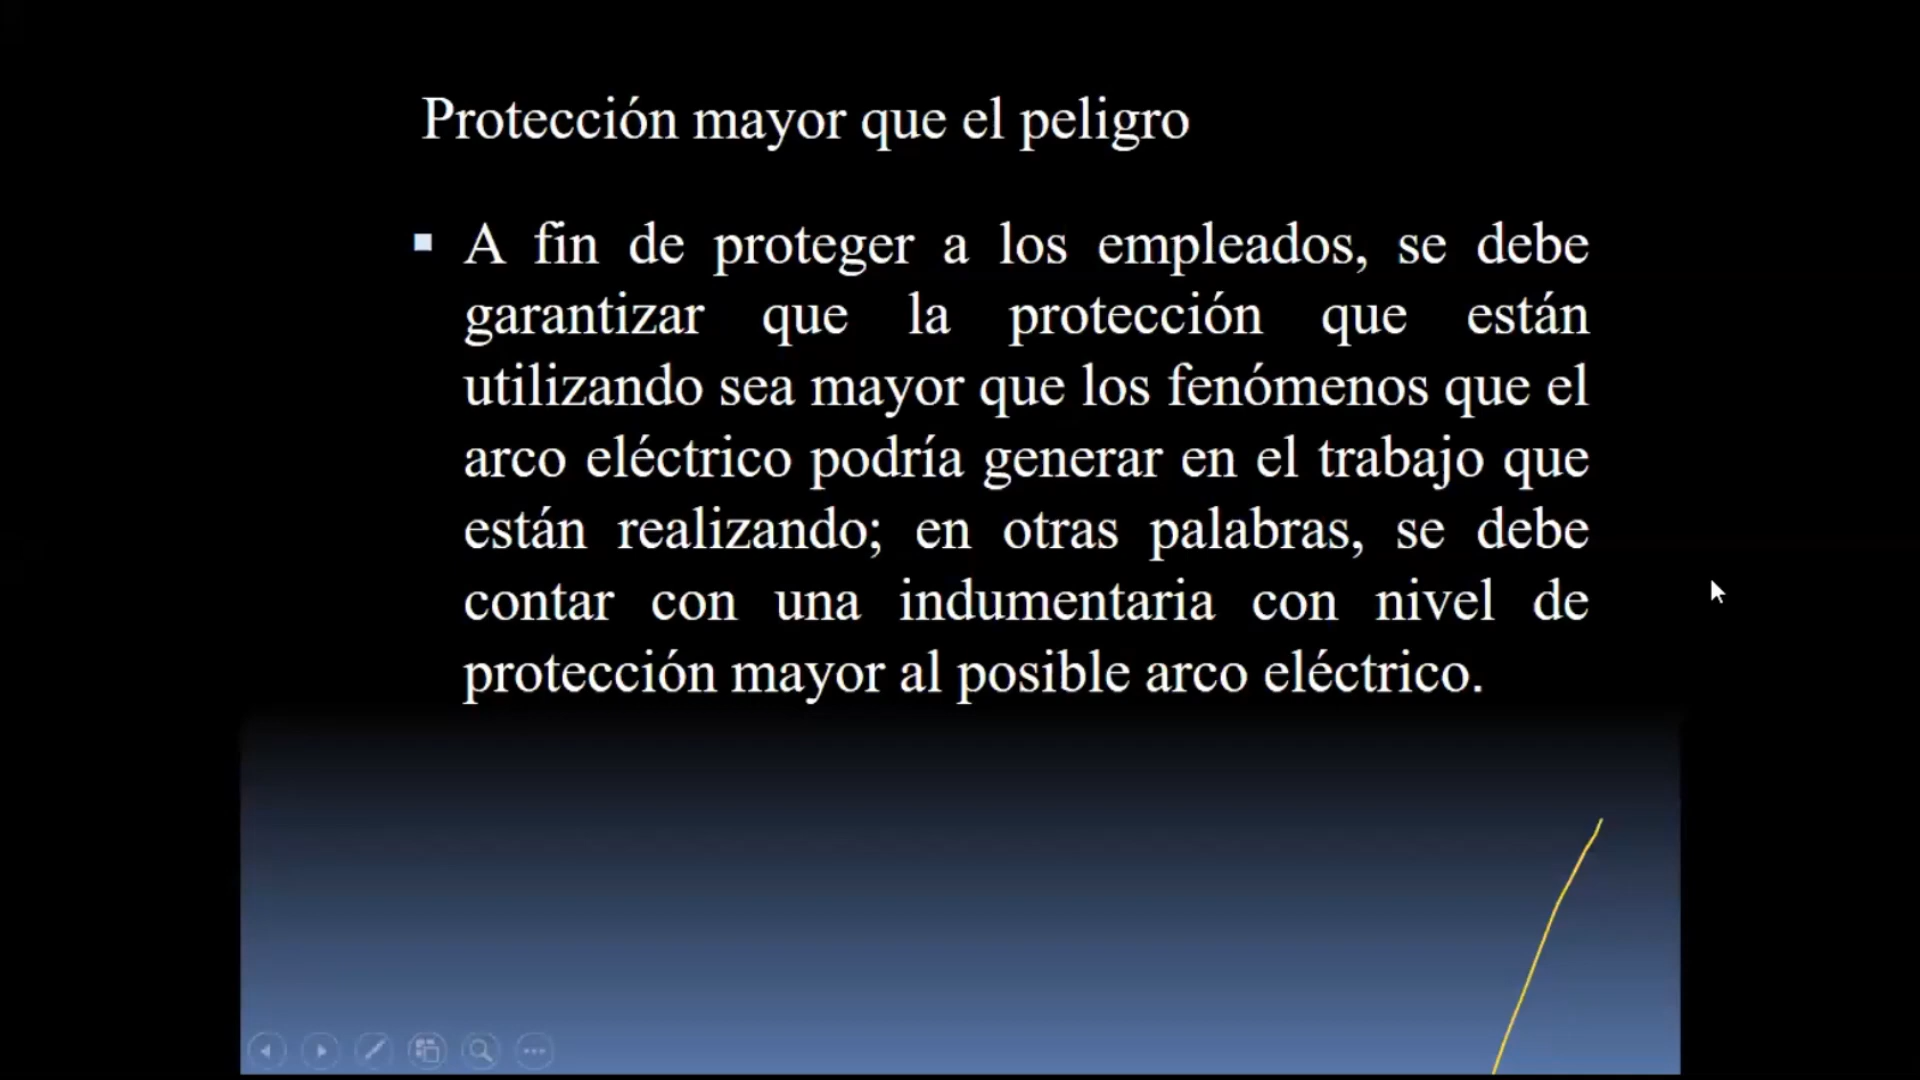 Protección mayor que el peligro
▪ A fin de proteger a los empleados, se debe
garantizar que la protección que están
utilizando sea mayor que los fenómenos que el
arco eléctrico podría generar en el trabajo que
están realizando; en otras palabras, se debe
contar con una indumentaria con nivel de
protección mayor al posible arco eléctrico.